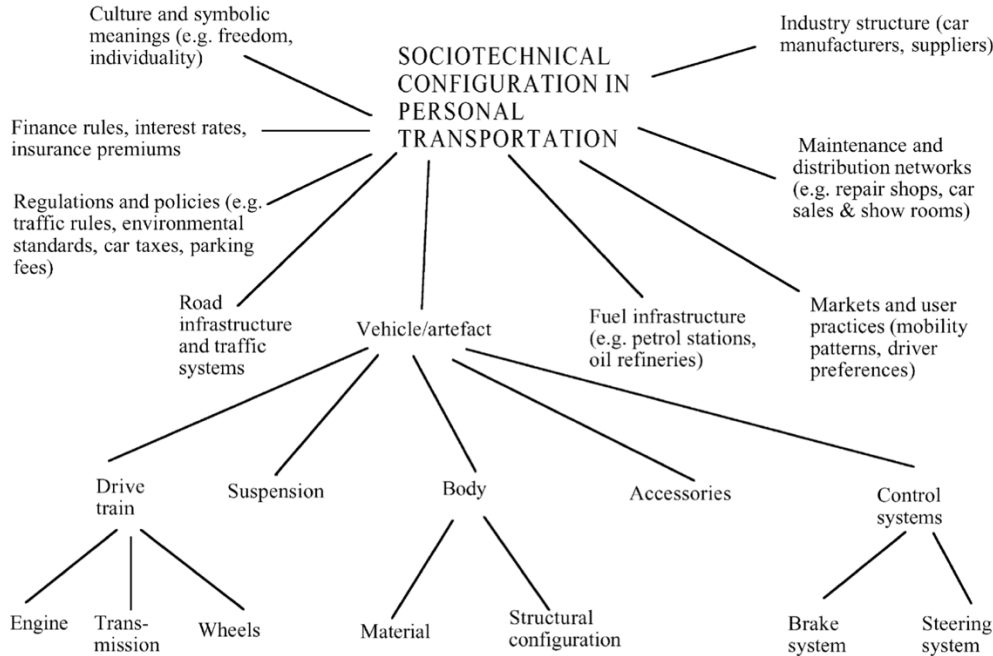 Culture and symbolic
meanings (e.g. freedom,
individuality)
Industry structure (car
manufacturers, suppliers)
SOCIOTECHNICAL
CONFIGURATION IN
PERSONAL
TRANSPORTATION
Finance rules, interest rates,
insurance premiums
Maintenance and
distribution networks
(e.g. repair shops, car
sales & show rooms)
Regulations and policies (e.g.
traffic rules, environmental
standards, car taxes, parking
fees)
Road
infrastructure
and traffic
systems
Vehicle/artefact
Fuel infrastructure
(e.g. petrol stations,
oil refineries)
Markets and user
practices (mobility
patterns, driver
preferences)
Drive
train
Suspension
Body
Accessories
Control
systems
Engine
Trans-
mission
Wheels
Material
Structural
configuration
Brake
system
Steering
system